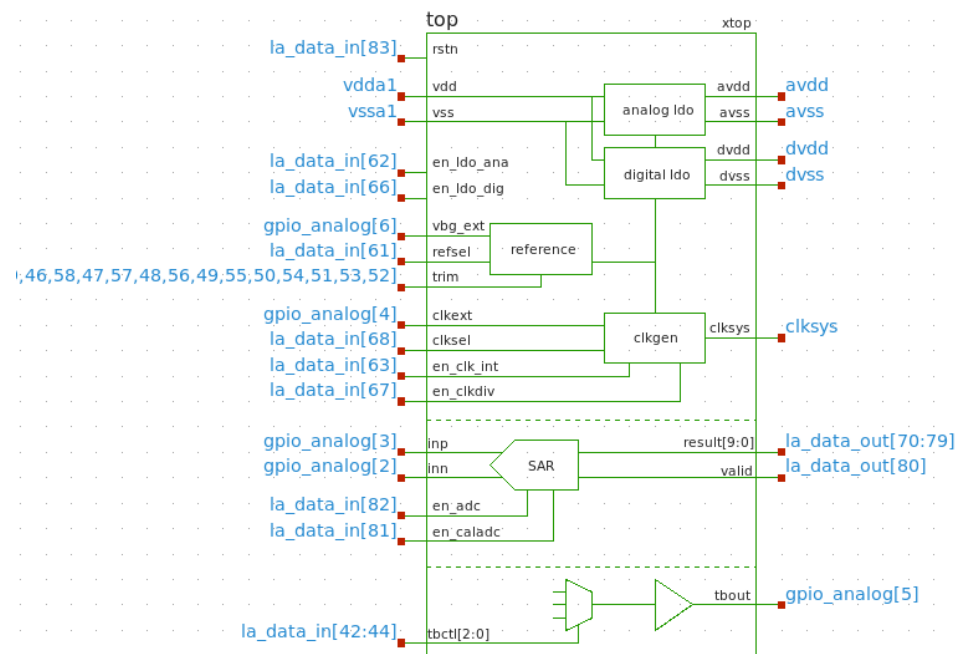 top xtop
la_data_in[83] rstn
vdda1 vdd avdd avdd
analog ldo
vssa1 vss avss avss
dvdd dvdd
la_data_in[62] en_ldo_ana
digital ldo dvss dvss
la_data_in[66] en_ldo_dig
gpio_analog[6] vbg_ext
la_data_in[61] refsel reference
,46,58,47,57,48,56,49,55,50,54,51,53,52] trim
gpio_analog[4] clkext
la_data_in[68] clksel clkgen clksys clksys
la_data_in[63] en_clk_int
la_data_in[67] en_clkdiv
gpio_analog[3] inp result[9:0] la_data_out[70:79]
gpio_analog[2] inn SAR valid la_data_out[80]
la_data_in[82] en_adc
la_data_in[81] en_caladc
tbout gpio_analog[5]
la_data_in[42:44] tbctl[2:0]